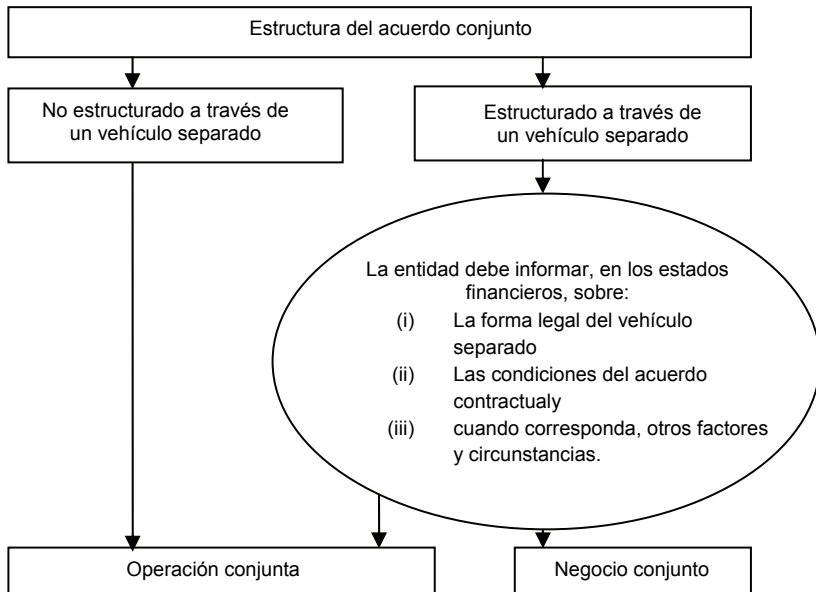 Estructura del acuerdo conjunto
No estructurado a través de
un vehículo separado
Estructurado a través de
un vehículo separado
La entidad debe informar, en los estados
financieros, sobre:
(i) La forma legal del vehículo
separado
(ii) Las condiciones del acuerdo
contractualy
(iii) cuando corresponda, otros factores
y circunstancias.
Operación conjunta
Negocio conjunto